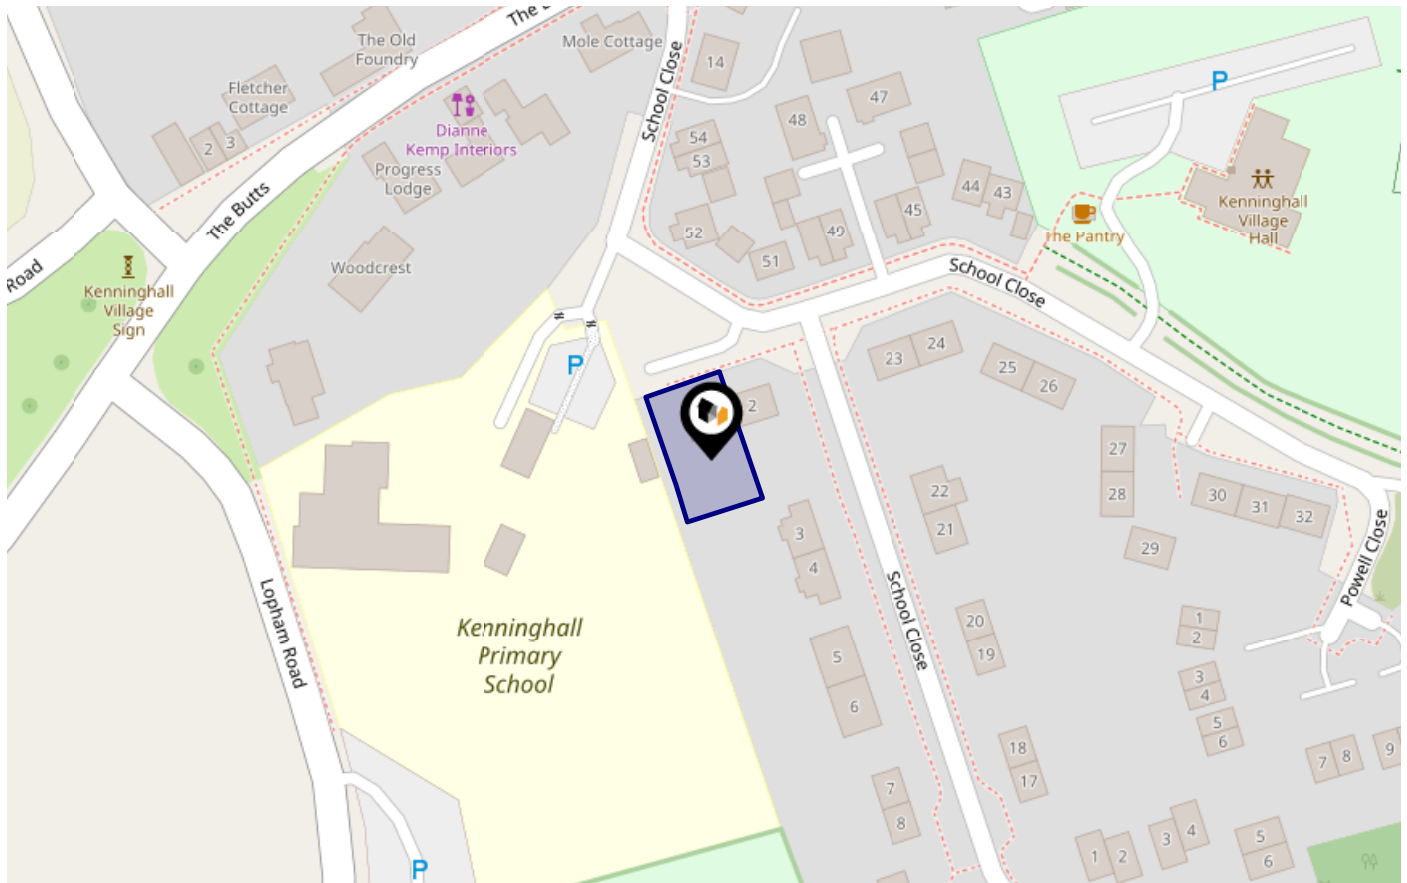 The Old
Foundry
Mole Cottage
School Close
14
47
48
54
53
Fletcher
Cottage
2
3
Dianne
Kemp Interiors
Progress
Lodge
The Butts
P
Kenninghall
Village
Hall
44
43
45
The Pantry
52
49
51
Woodcrest
School Close
Road
Kenninghall
Village
Sign
P
23
24
25
26
2
27
28
22
21
30
31
32
29
3
4
Powell Close
School Close
Lopham Road
Kenninghall
Primary
School
20
19
1
2
5
6
3
4
5
6
18
17
7
8
9
7
8
1
2
3
4
5
6
P